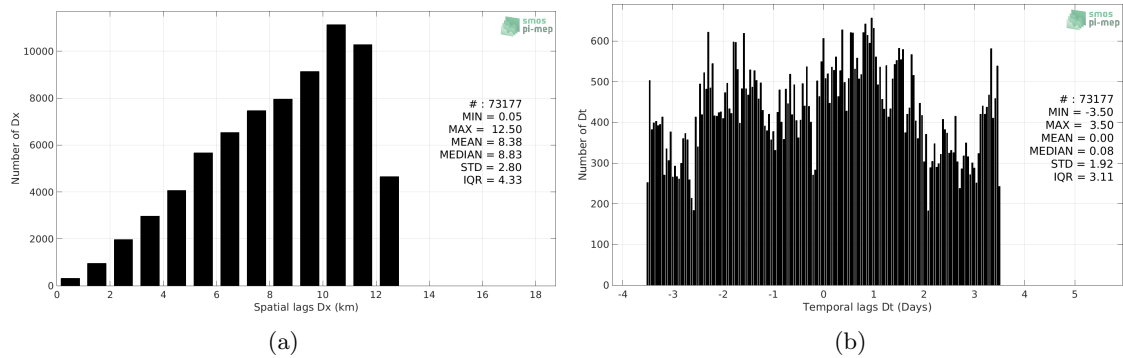 smos
pi-mep
10000
8000
6000
4000
2000
0
Number of Dx
# : 73177
MIN = 0.05
MAX = 12.50
MEAN = 8.38
MEDIAN = 8.83
STD = 2.80
IQR = 4.33
0 2 4 6 8 10 12 14 16 18
Spatial lags Dx (km)
(a)
smos
pi-mep
600
500
400
300
200
100
0
Number of Dt
# : 73177
MIN = -3.50
MAX = 3.50
MEAN = 0.00
MEDIAN = 0.08
STD = 1.92
IQR = 3.11
-4 -3 -2 -1 0 1 2 3 4 5
Temporal lags Dt (Days)
(b)